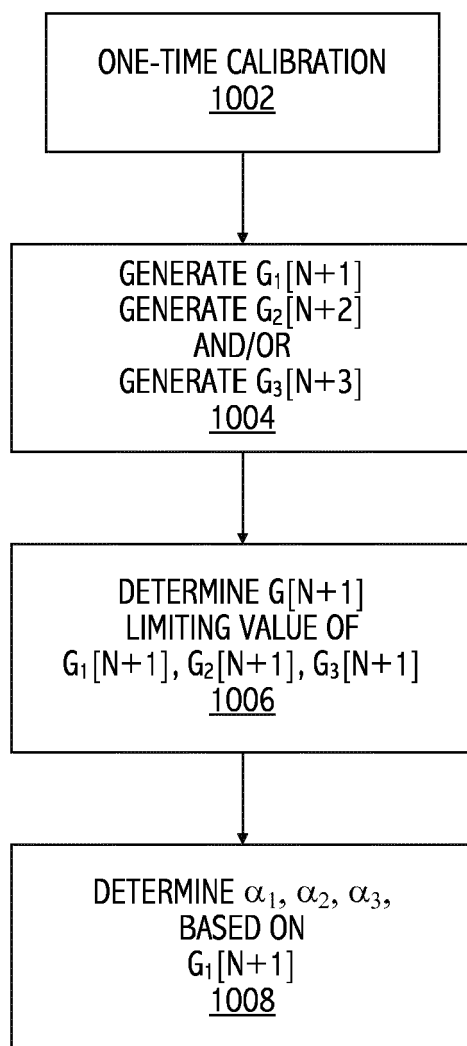 ONE-TIME CALIBRATION
1002
GENERATE G₁[N+1]
GENERATE G₂[N+2]
AND/OR
GENERATE G₃[N+3]
1004
DETERMINE G[N+1]
LIMITING VALUE OF
G₁[N+1], G₂[N+1], G₃[N+1]
1006
DETERMINE α₁, α₂, α₃,
BASED ON
G₁[N+1]
1008